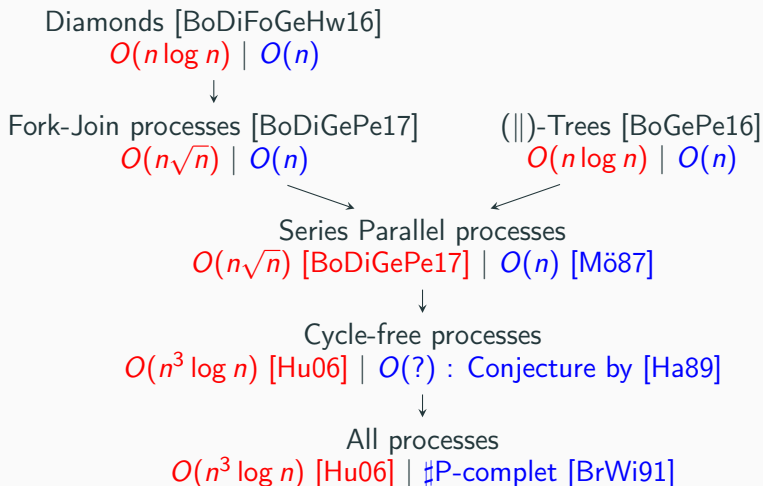 Diamonds [BoDiFoGeHw16]
O(n log n) | O(n)
Fork-Join processes [BoDiGePe17]
O(n√n) | O(n)
(∥)-Trees [BoGePe16]
O(n log n) | O(n)
Series Parallel processes
O(n√n) [BoDiGePe17] | O(n) [Mö87]
Cycle-free processes
O(n³ log n) [Hu06] | O(?) : Conjecture by [Ha89]
All processes
O(n³ log n) [Hu06] | ♯P-complet [BrWi91]